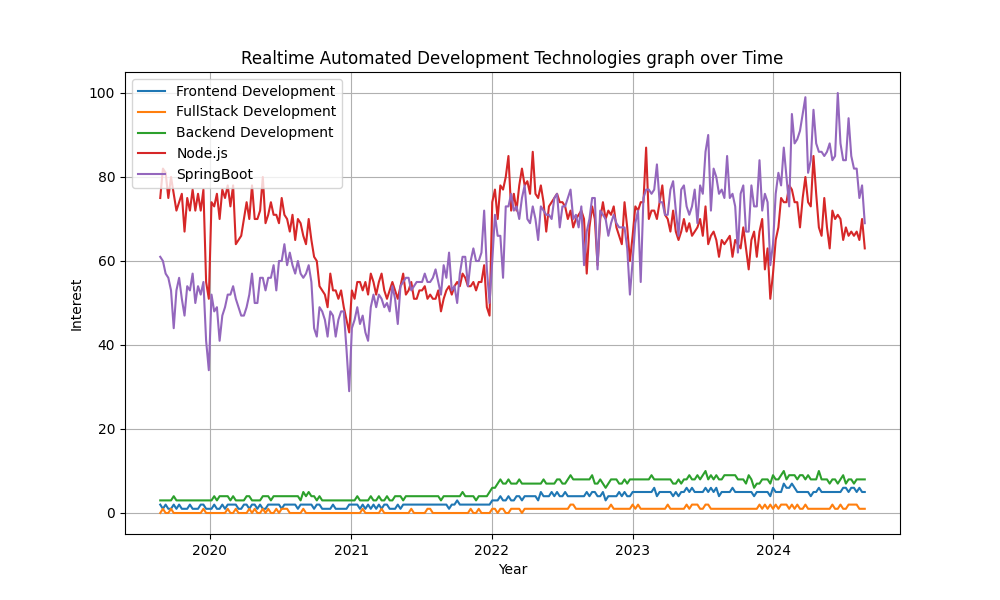 Realtime Automated Development Technologies graph over Time
Frontend Development
FullStack Development
Backend Development
Node.js
SpringBoot
100
80
60
40
20
0
Interest
2020 2021 2022 2023 2024
Year